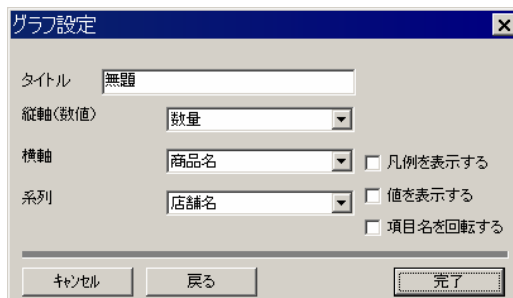 グラフ設定
タイトル 無題
縦軸(数値) 数量
横軸 商品名 凡例を表示する
系列 店舗名 値を表示する
項目名を回転する
ｷｬﾝｾﾙ 戻る 完了